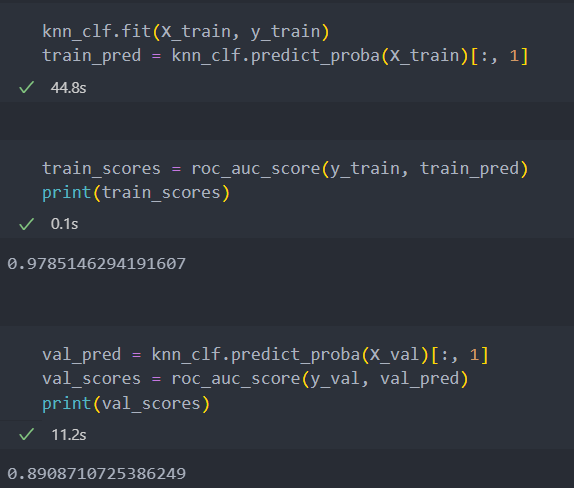 knn_clf.fit(X_train, y_train)
train_pred = knn_clf.predict_proba(X_train)[:, 1]
44.8s
train_scores = roc_auc_score(y_train, train_pred)
print(train_scores)
0.1s
0.9785146294191607
val_pred = knn_clf.predict_proba(X_val)[:, 1]
val_scores = roc_auc_score(y_val, val_pred)
print(val_scores)
11.2s
0.8908710725386249